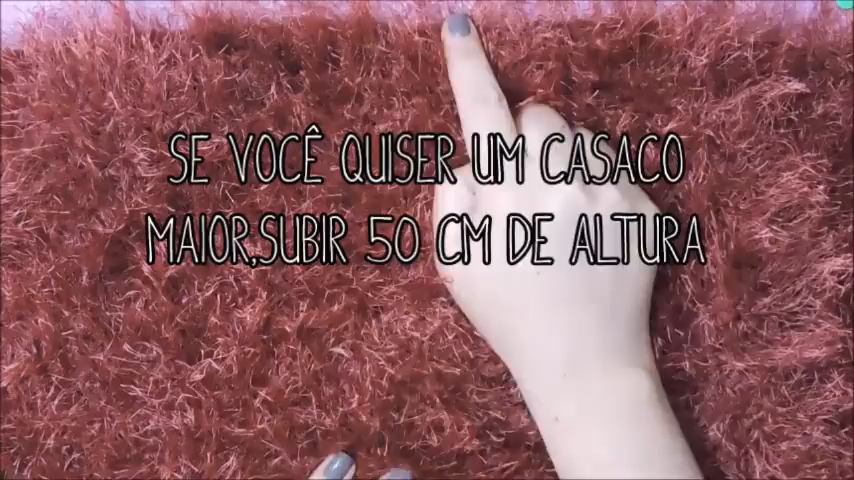 SE VOCÊ QUISER UM CASACO
MAIOR,SUBIR 50 CM DE ALTURA